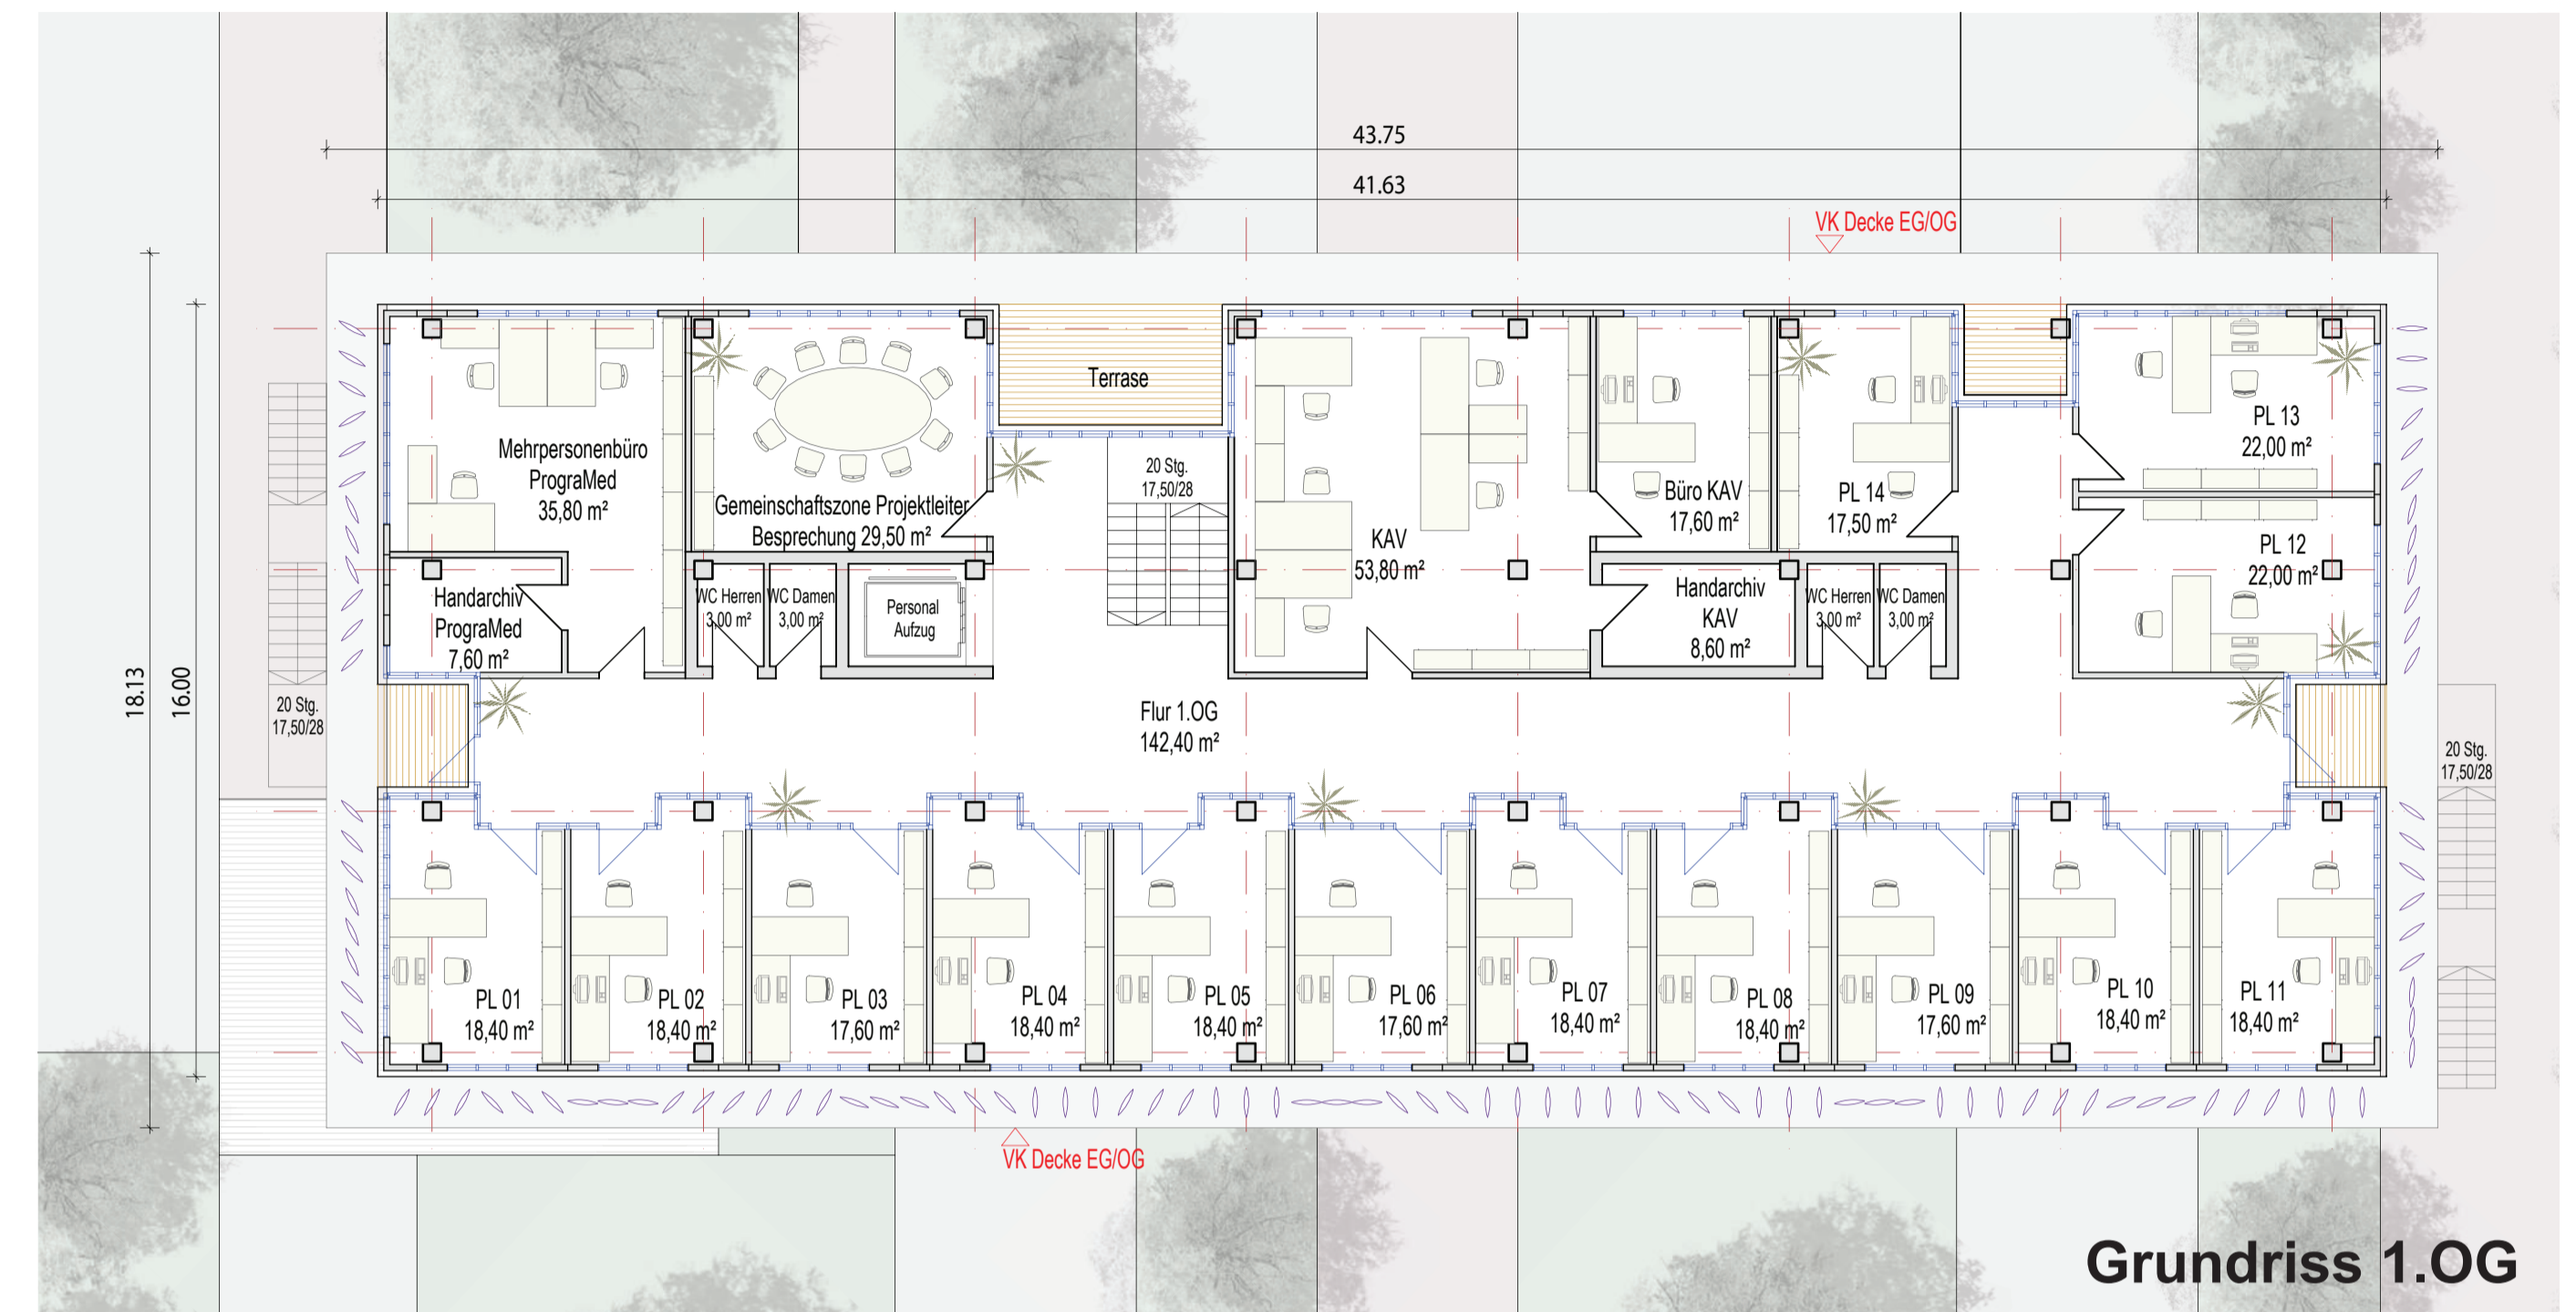 43.75
41.63
VK Decke EG/OG
18.13
16.00
Mehrpersonenbüro
PrograMed
35,80 m²
Gemeinschaftszone Projektleiter
Besprechung 29,50 m²
Terrase
20 Stg.
17,50/28
KAV
53,80 m²
Büro KAV
17,60 m²
PL 14
17,50 m²
PL 13
22,00 m²
PL 12
22,00 m²
Handarchiv
PrograMed
7,60 m²
WC Herren
3,00 m²
WC Damen
3,00 m²
Personal
Aufzug
Handarchiv
KAV
8,60 m²
WC Herren
3,00 m²
WC Damen
3,00 m²
20 Stg.
17,50/28
Flur 1.OG
142,40 m²
20 Stg.
17,50/28
PL 01
18,40 m²
PL 02
18,40 m²
PL 03
17,60 m²
PL 04
18,40 m²
PL 05
18,40 m²
PL 06
17,60 m²
PL 07
18,40 m²
PL 08
18,40 m²
PL 09
17,60 m²
PL 10
18,40 m²
PL 11
18,40 m²
VK Decke EG/OG
Grundriss 1.OG